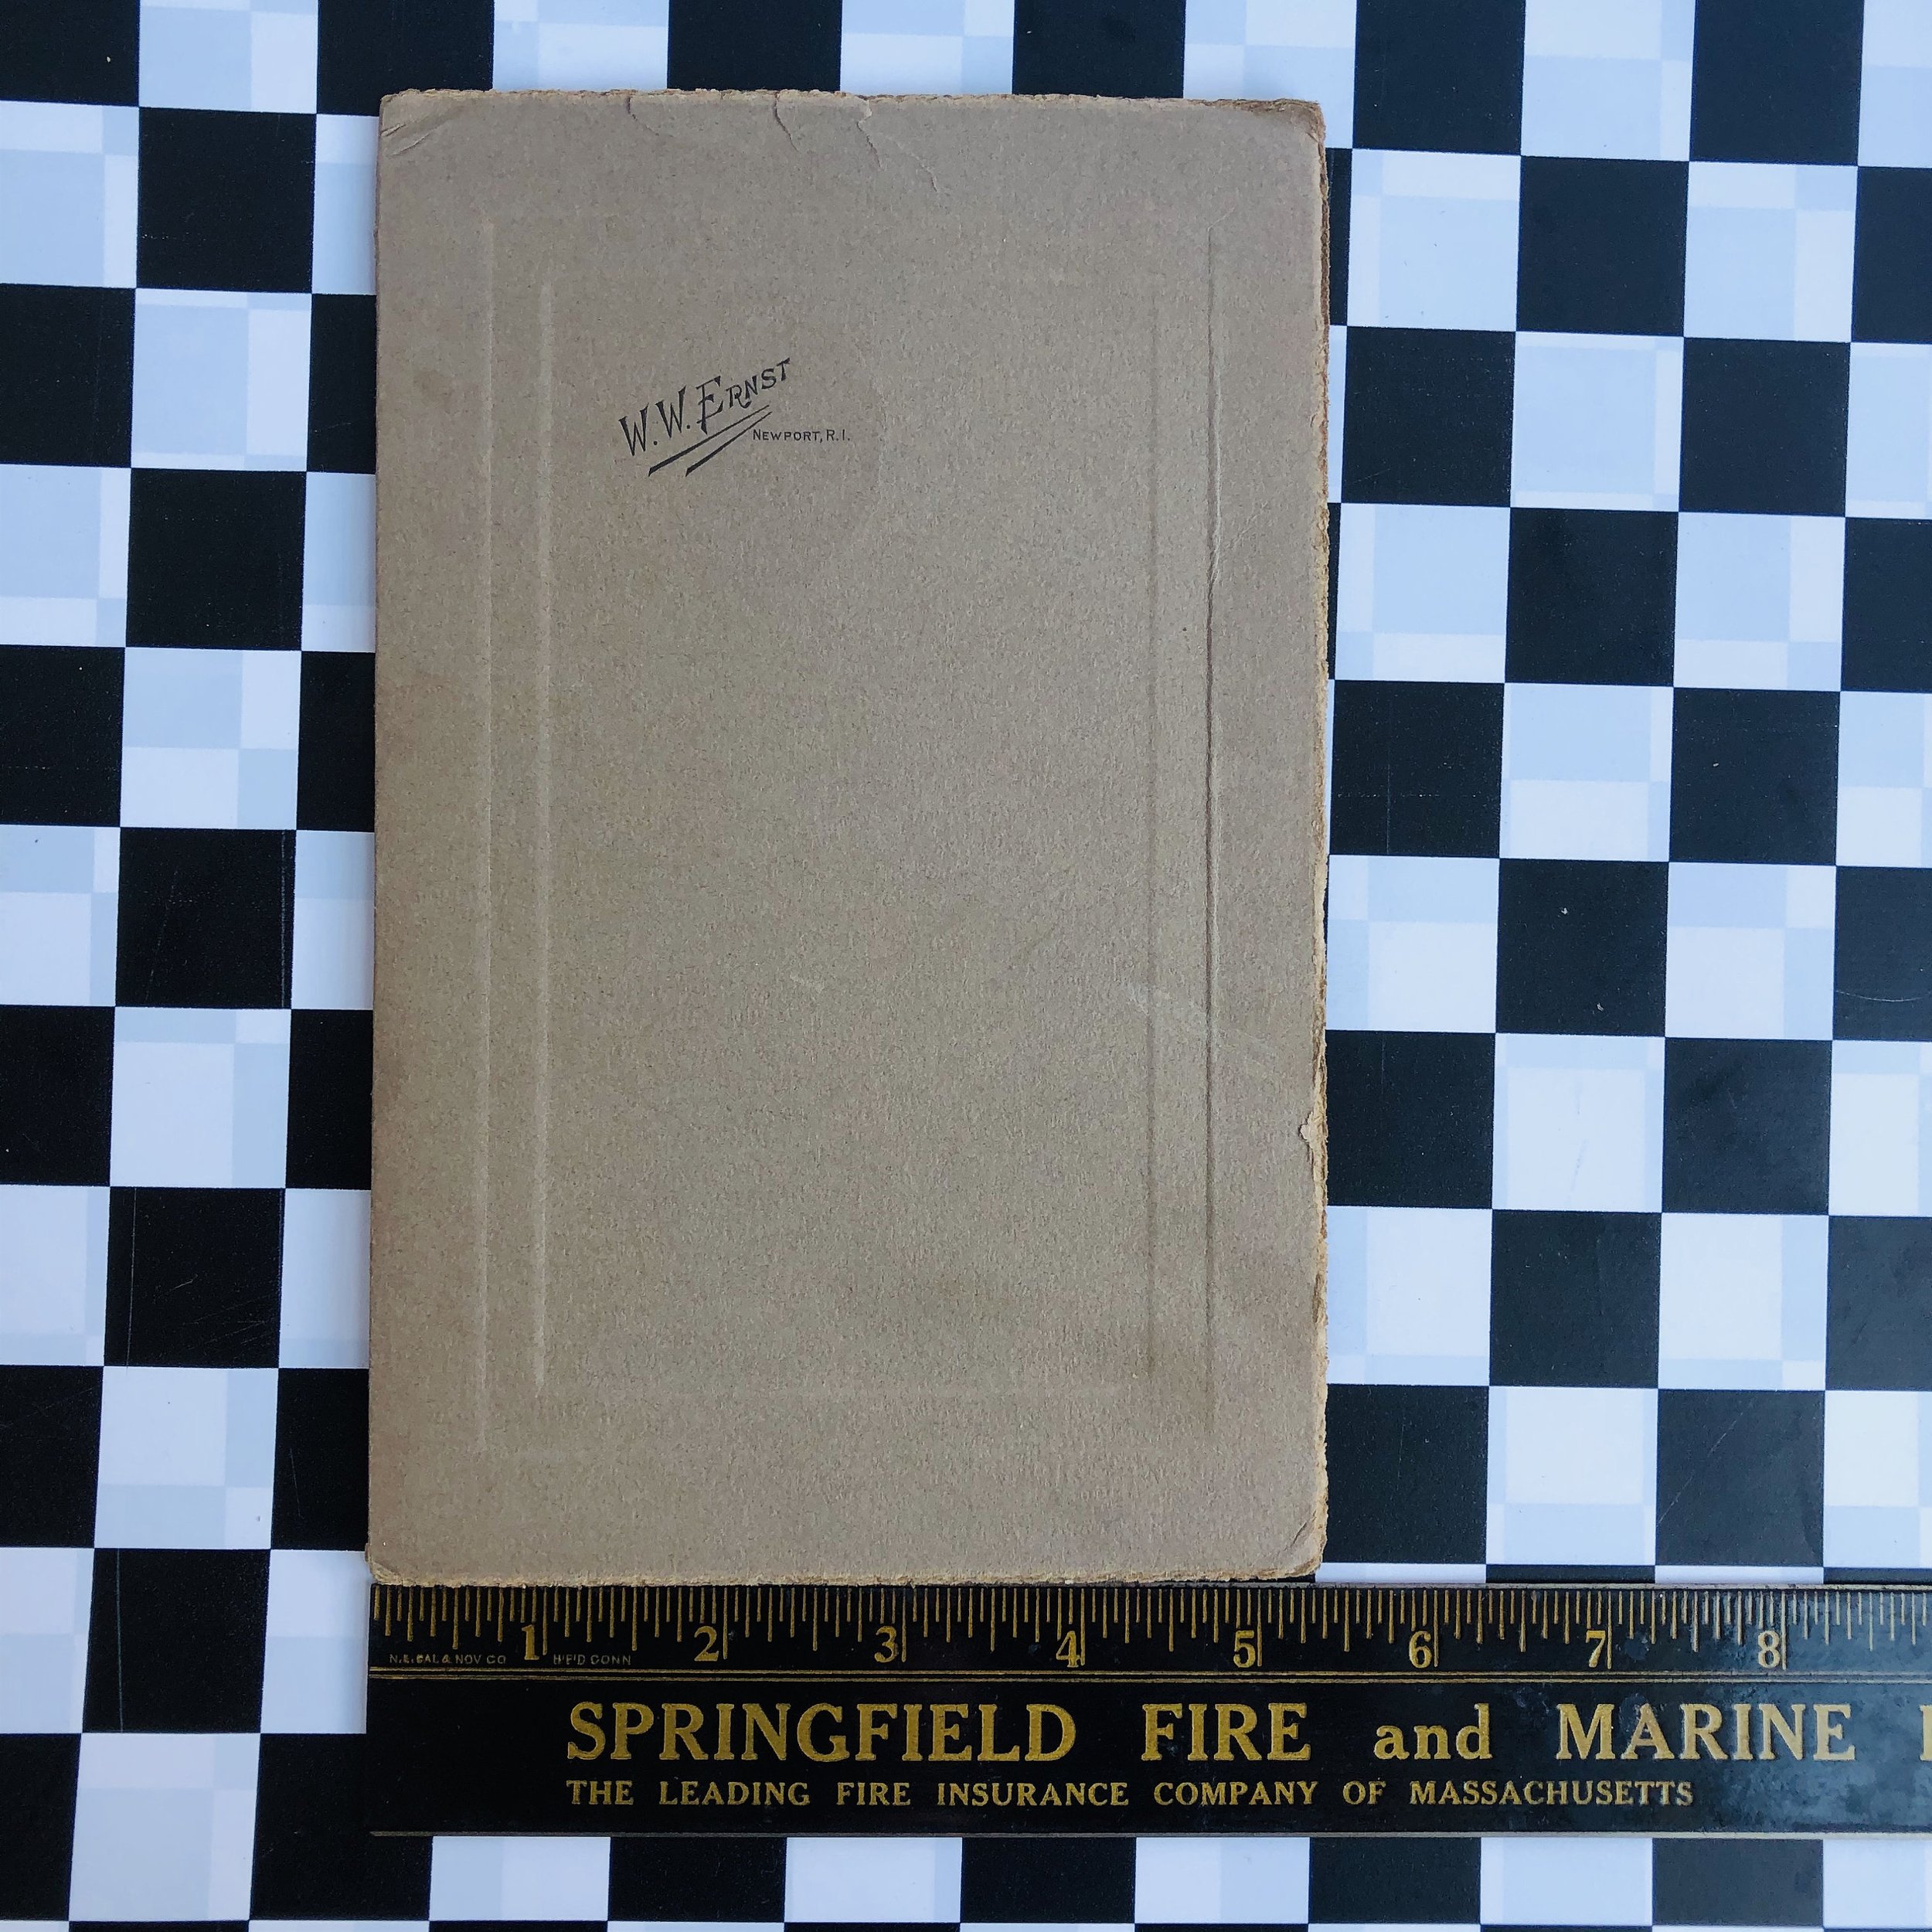 W. W. ERNST
NEWPORT, R. I.
1 2 3 4 5 6 7 8
N.E. CAL & NOV CO H'F'D CONN
SPRINGFIELD FIRE and MARINE
THE LEADING FIRE INSURANCE COMPANY OF MASSACHUSETTS